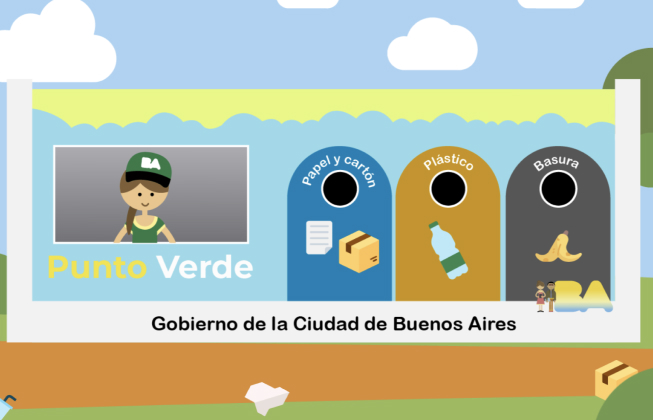 BA
Papel y cartón
Plástico
Basura
Punto Verde
BA
Gobierno de la Ciudad de Buenos Aires